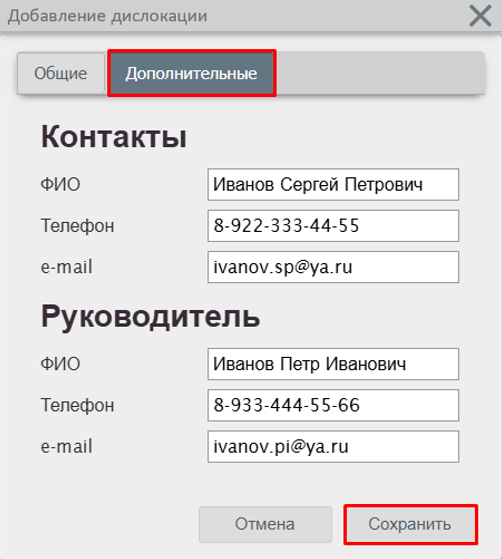 Добавление дислокации
Общие Дополнительные
Контакты
ФИО Иванов Сергей Петрович
Телефон 8-922-333-44-55
e-mail ivanov.sp@ya.ru
Руководитель
ФИО Иванов Петр Иванович
Телефон 8-933-444-55-66
e-mail ivanov.pi@ya.ru
Отмена Сохранить